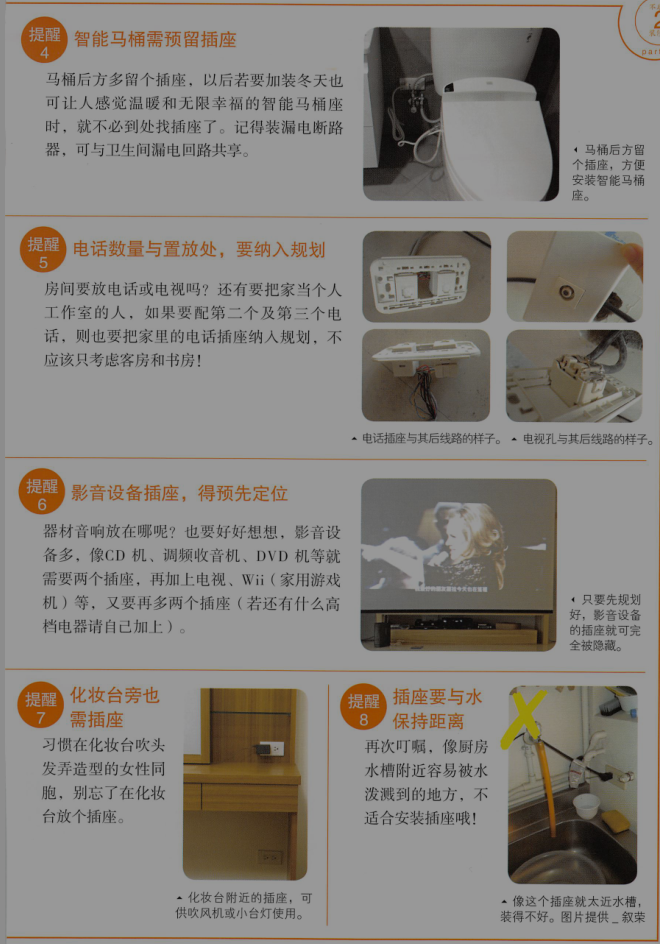 提醒
4
智能马桶需预留插座
马桶后方多留个插座，以后若要加装冬天也
可让人感觉温暖和无限幸福的智能马桶座
时，就不必到处找插座了。记得装漏电断路
器，可与卫生间漏电回路共享。
马桶后方留
个插座，方便
安装智能马桶
座。
提醒
5
电话数量与置放处，要纳入规划
房间要放电话或电视吗？还有要把家当个人
工作室的人，如果要配第二个及第三个电
话，则也要把家里的电话插座纳入规划，不
应该只考虑客房和书房！
电话插座与其后线路的样子。
电视孔与其后线路的样子。
提醒
6
影音设备插座，得预先定位
器材音响放在哪呢？也要好好想想，影音设
备多，像CD 机、调频收音机、DVD 机等就
需要两个插座，再加上电视、Wii（家用游戏
机）等，又要再多两个插座（若还有什么高
档电器请自己加上）。
只要先规划
好，影音设备
的插座就可完
全被隐藏。
提醒
7
化妆台旁也
需插座
习惯在化妆台吹头
发弄造型的女性同
胞，别忘了在化妆
台放个插座。
化妆台附近的插座，可
供吹风机或小台灯使用。
提醒
8
插座要与水
保持距离
再次叮嘱，像厨房
水槽附近容易被水
泼溅到的地方，不
适合安装插座哦！
像这个插座就太近水槽，
装得不好。图片提供_叙荣